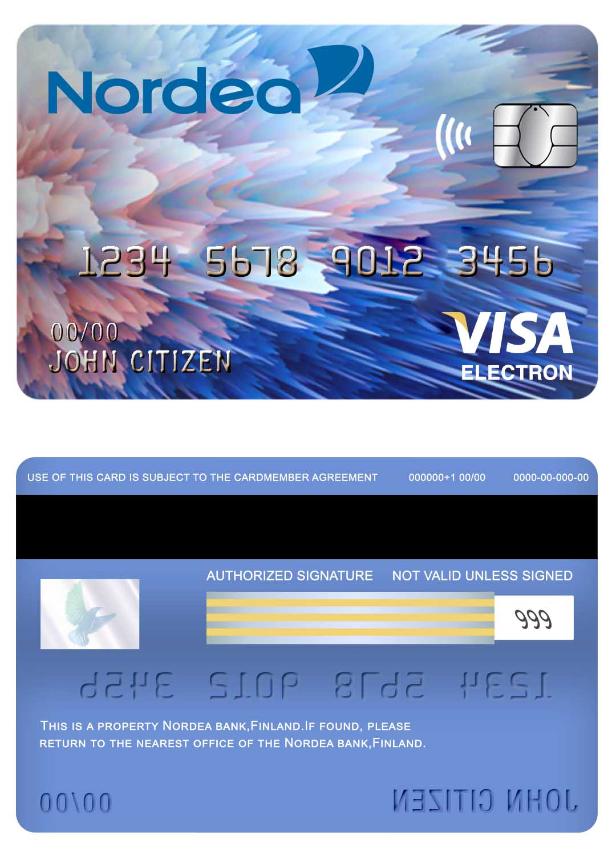 Nordea
1234 5678 9012 3456
00/00
JOHN CITIZEN
VISA
ELECTRON
USE OF THIS CARD IS SUBJECT TO THE CARDMEMBER AGREEMENT 000000+1 00/00 0000-00-000-00
AUTHORIZED SIGNATURE NOT VALID UNLESS SIGNED
999
1234 5678 9012 3456
THIS IS A PROPERTY NORDEA BANK,FINLAND.IF FOUND, PLEASE
RETURN TO THE NEAREST OFFICE OF THE NORDEA BANK,FINLAND.
00/00 JOHN CITIZEN